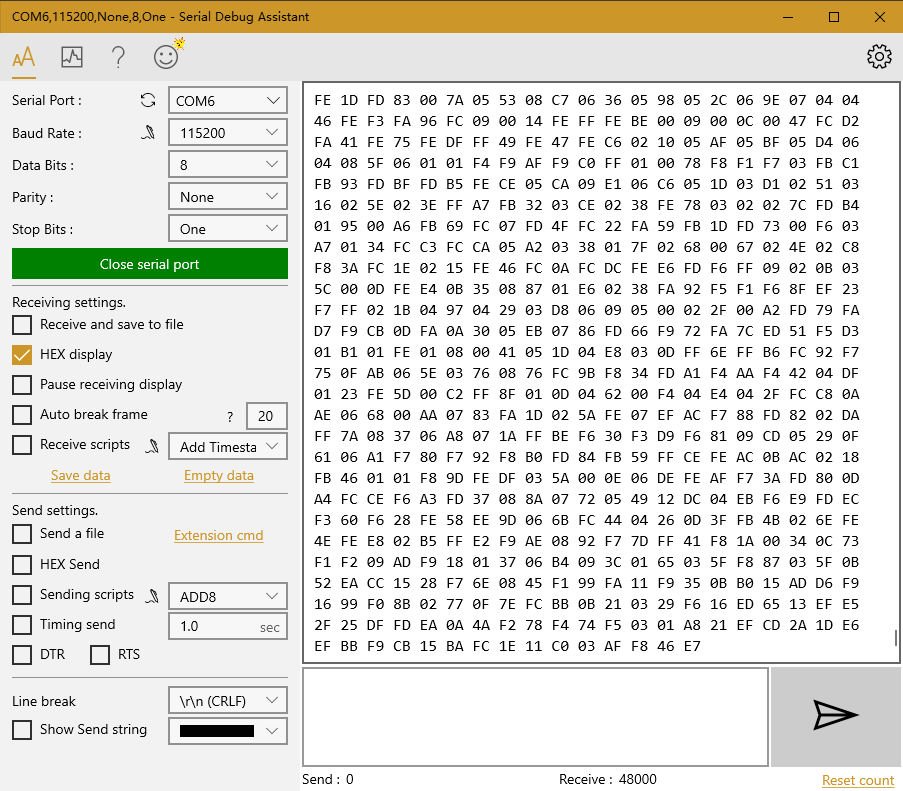 COM6,115200,None,8,One - Serial Debug Assistant
AA
?
Serial Port :
COM6
Baud Rate :
115200
Data Bits :
8
Parity :
None
Stop Bits :
One
Close serial port
Receiving settings.
Receive and save to file
HEX display
Pause receiving display
Auto break frame
?
20
Receive scripts
Add Timesta
Save data
Empty data
Send settings.
Send a file
Extension cmd
HEX Send
Sending scripts
ADD8
Timing send
1.0
sec
DTR
RTS
Line break
\r\n (CRLF)
Show Send string
FE 1D FD 83 00 7A 05 53 08 C7 06 36 05 98 05 2C 06 9E 07 04 04
46 FE F3 FA 96 FC 09 00 14 FE FF FE BE 00 09 00 0C 00 47 FC D2
FA 41 FE 75 FE DF FF 49 FE 47 FE C6 02 10 05 AF 05 BF 05 D4 06
04 08 5F 06 01 01 F4 F9 AF F9 C0 FF 01 00 78 F8 F1 F7 03 FB C1
FB 93 FD BF FD B5 FE CE 05 CA 09 E1 06 C6 05 1D 03 D1 02 51 03
16 02 5E 02 3E FF A7 FB 32 03 CE 02 38 FE 78 03 02 02 7C FD B4
01 95 00 A6 FB 69 FC 07 FD 4F FC 22 FA 59 FB 1D FD 73 00 F6 03
A7 01 34 FC C3 FC CA 05 A2 03 38 01 7F 02 68 00 67 02 4E 02 C8
F8 3A FC 1E 02 15 FE 46 FC 0A FC DC FE E6 FD F6 FF 09 02 0B 03
5C 00 0D FE E4 0B 35 08 87 01 E6 02 38 FA 92 F5 F1 F6 8F EF 23
F7 FF 02 1B 04 97 04 29 03 D8 06 09 05 00 02 2F 00 A2 FD 79 FA
D7 F9 CB 0D FA 0A 30 05 EB 07 86 FD 66 F9 72 FA 7C ED 51 F5 D3
01 B1 01 FE 01 08 00 41 05 1D 04 E8 03 0D FF 6E FF B6 FC 92 F7
75 0F AB 06 5E 03 76 08 76 FC 9B F8 34 FD A1 F4 AA F4 42 04 DF
01 23 FE 5D 00 C2 FF 8F 01 0D 04 62 00 F4 04 E4 04 2F FC C8 0A
AE 06 68 00 AA 07 83 FA 1D 02 5A FE 07 EF AC F7 88 FD 82 02 DA
FF 7A 08 37 06 A8 07 1A FF BE F6 30 F3 D9 F6 81 09 CD 05 29 0F
61 06 A1 F7 80 F7 92 F8 B0 FD 84 FB 59 FF CE FE AC 0B AC 02 18
FB 46 01 01 F8 9D FE DF 03 5A 00 0E 06 DE FE AF F7 3A FD 80 0D
A4 FC CE F6 A3 FD 37 08 8A 07 72 05 49 12 DC 04 EB F6 E9 FD EC
F3 60 F6 28 FE 58 EE 9D 06 6B FC 44 04 26 0D 3F FB 4B 02 6E FE
4E FE E8 02 B5 FF E2 F9 AE 08 92 F7 7D FF 41 F8 1A 00 34 0C 73
F1 F2 09 AD F9 18 01 37 06 B4 09 3C 01 65 03 5F F8 87 03 5F 0B
52 EA CC 15 28 F7 6E 08 45 F1 99 FA 11 F9 35 0B B0 15 AD D6 F9
16 99 F0 8B 02 77 0F 7E FC BB 0B 21 03 29 F6 16 ED 65 13 EF E5
2F 25 DF FD EA 0A 4A F2 78 F4 74 F5 03 01 A8 21 EF CD 2A 1D E6
EF BB F9 CB 15 BA FC 1E 11 C0 03 AF F8 46 E7
Send : 0
Receive : 48000
Reset count